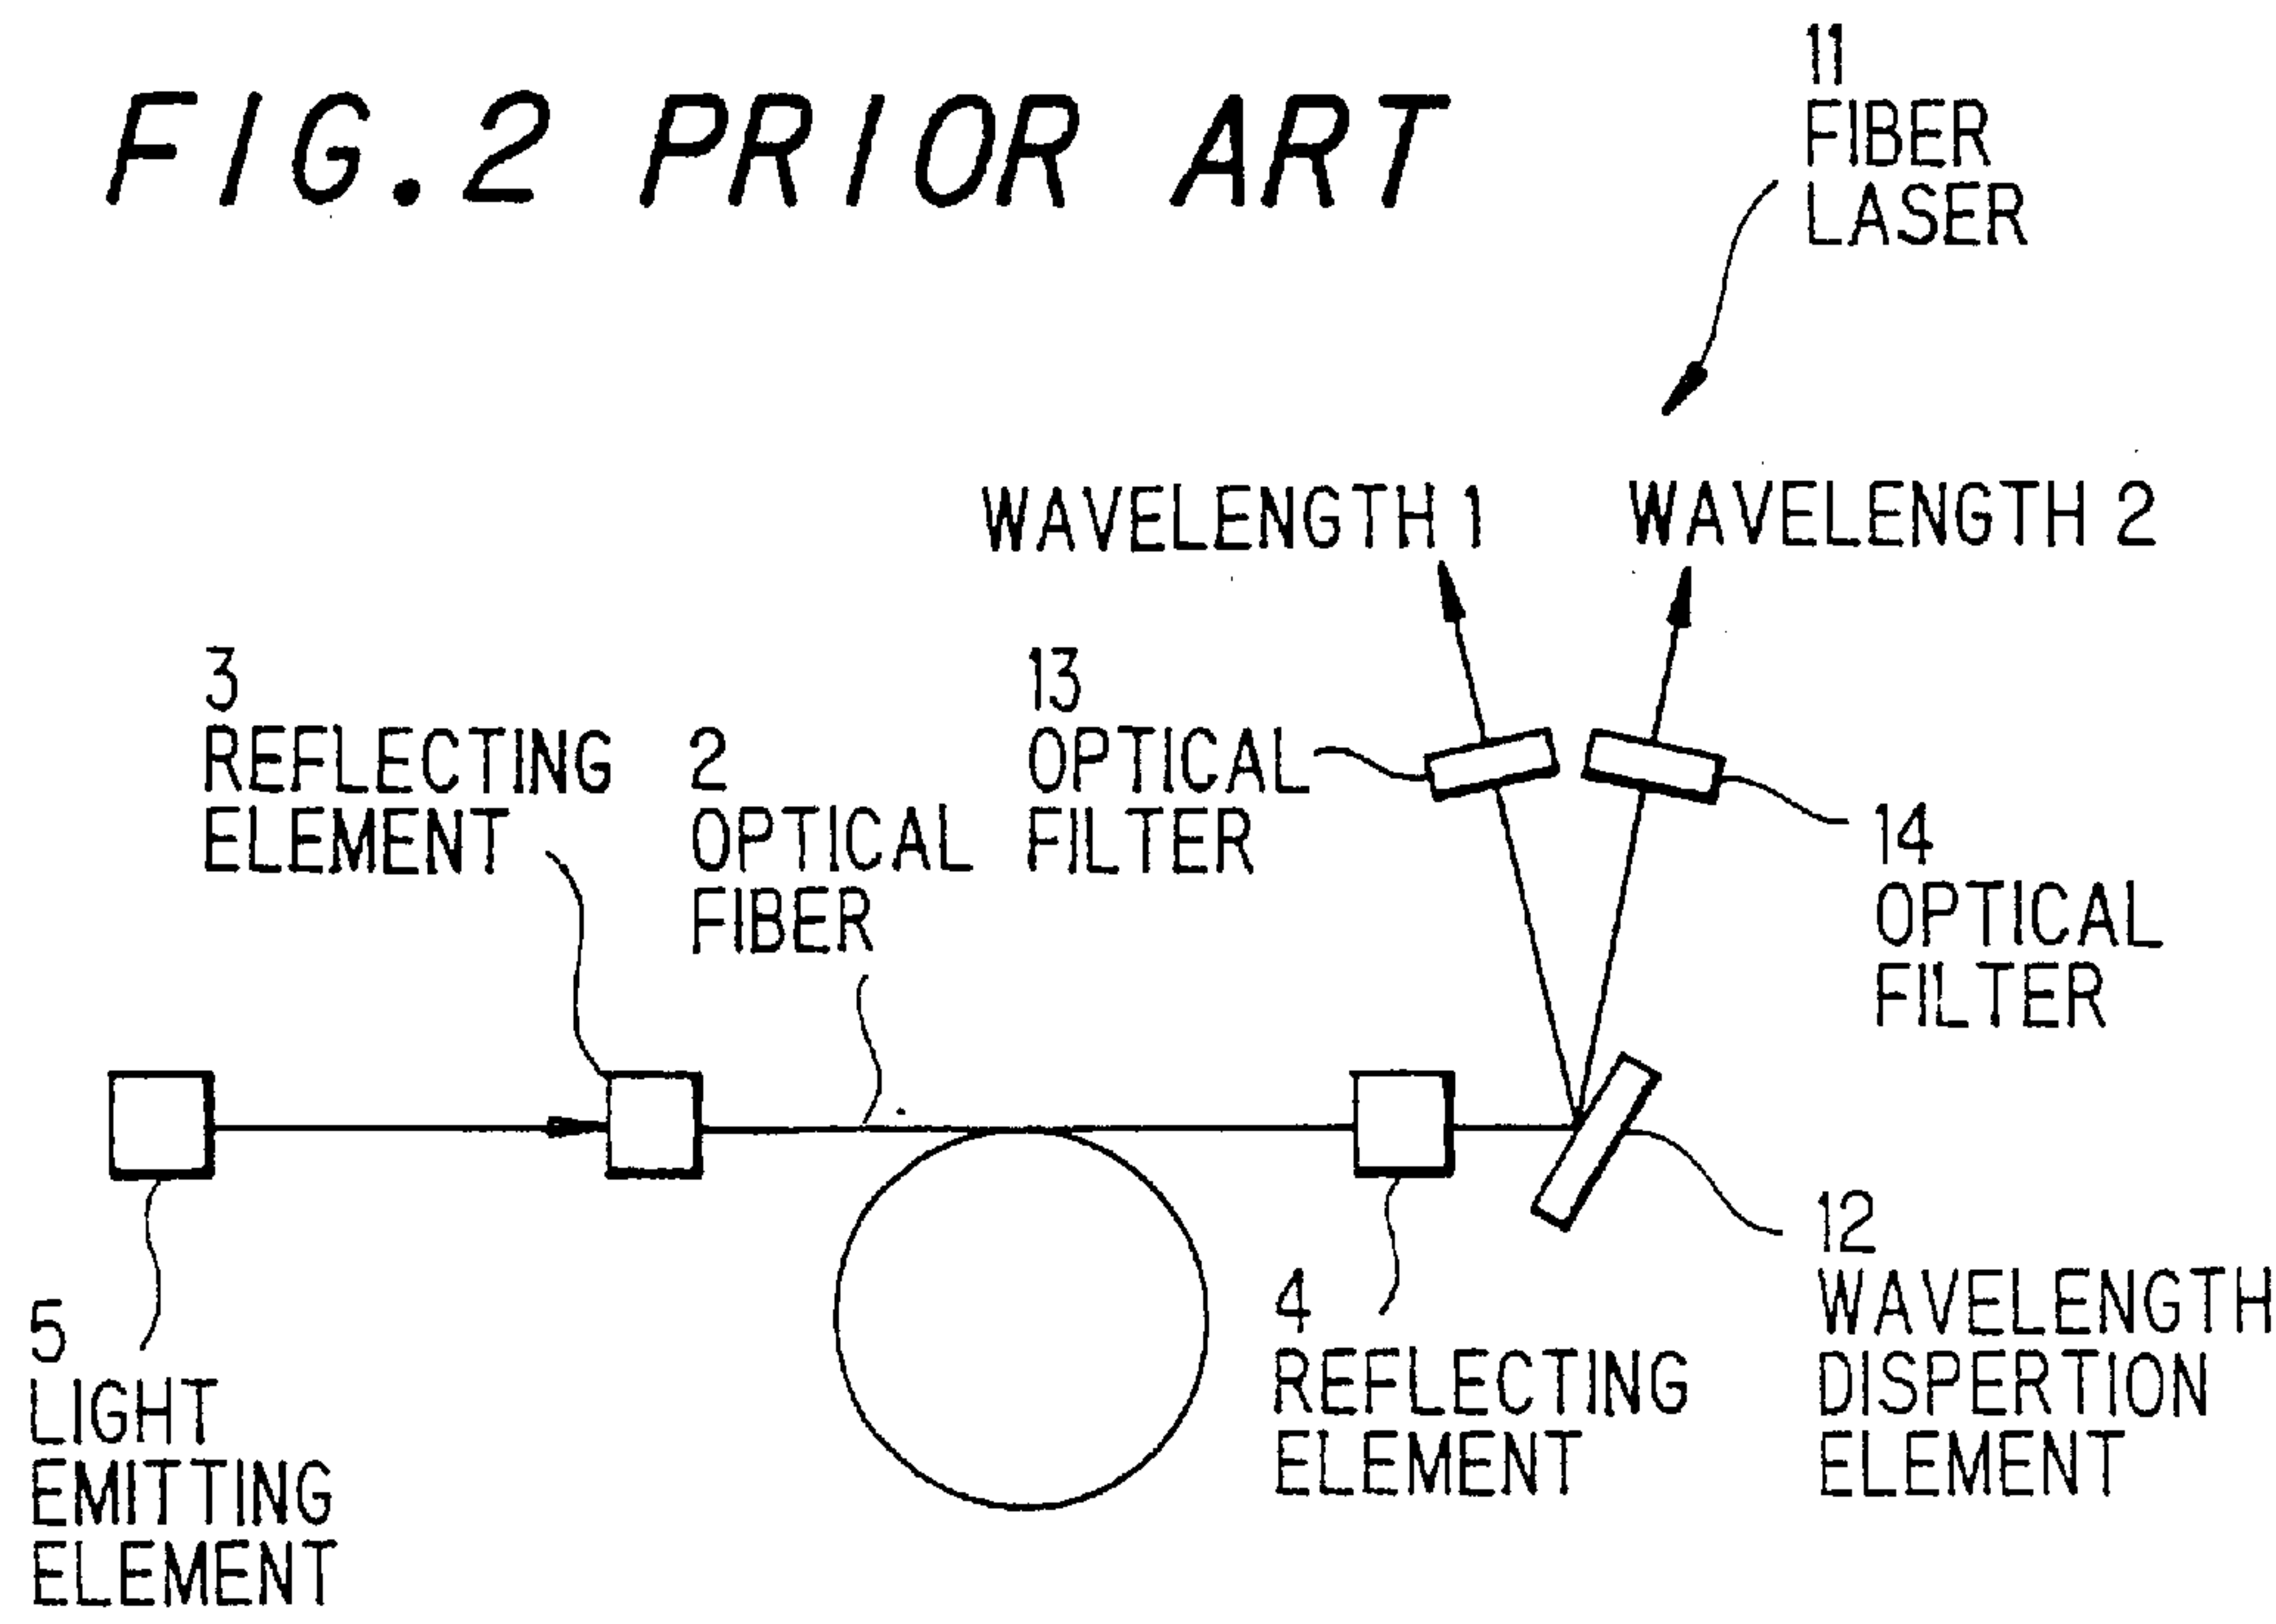 FIG.2 PRIOR ART
11
FIBER
LASER
WAVELENGTH 1
WAVELENGTH 2
3
REFLECTING
ELEMENT
2
OPTICAL
FIBER
13
OPTICAL
FILTER
14
OPTICAL
FILTER
5
LIGHT
EMITTING
ELEMENT
4
REFLECTING
ELEMENT
12
WAVELENGTH
DISPERTION
ELEMENT